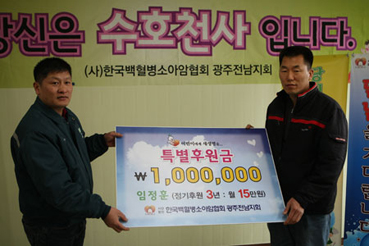 당신은 수호천사 입니다.
(사)한국백혈병소아암협회 광주전남지회
특별후원금
₩1,000,000
임정훈 (정기후원 3년 : 월 15만원)
한국백혈병소아암협회 광주전남지회